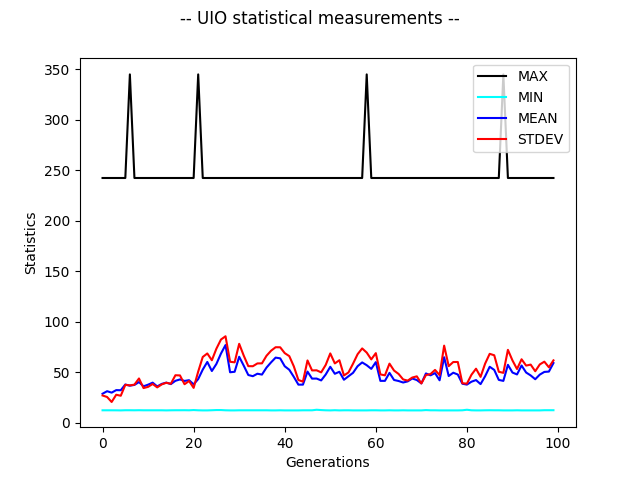 -- UIO statistical measurements --
MAX
MIN
MEAN
STDEV
350
300
250
200
150
100
50
0
Statistics
0 20 40 60 80 100
Generations